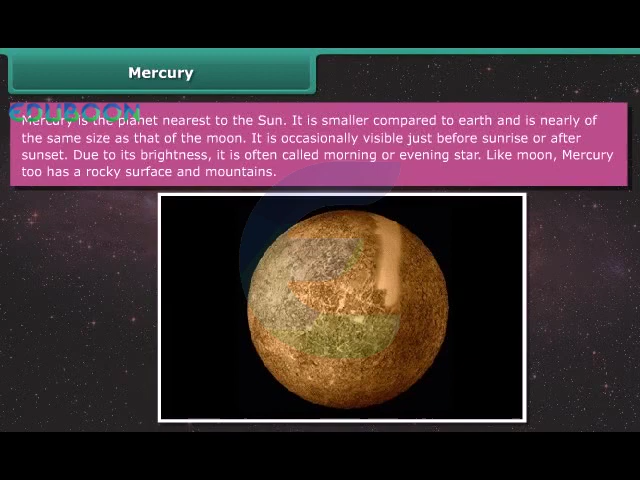 Mercury
EDUBOON
Mercury is the planet nearest to the Sun. It is smaller compared to earth and is nearly of
the same size as that of the moon. It is occasionally visible just before sunrise or after
sunset. Due to its brightness, it is often called morning or evening star. Like moon, Mercury
too has a rocky surface and mountains.